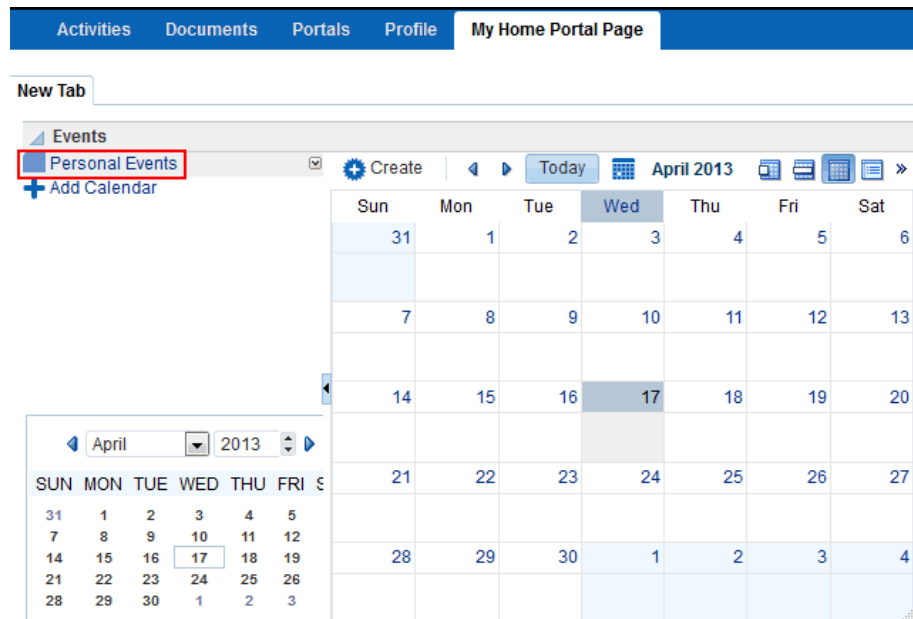 Activities Documents Portals Profile My Home Portal Page
New Tab
Events
Personal Events
Add Calendar
Create Today April 2013 »
Sun Mon Tue Wed Thu Fri Sat
31 1 2 3 4 5 6
7 8 9 10 11 12 13
14 15 16 17 18 19 20
21 22 23 24 25 26 27
28 29 30 1 2 3 4
April 2013
SUN MON TUE WED THU FRI S
31 1 2 3 4 5
7 8 9 10 11 12
14 15 16 17 18 19
21 22 23 24 25 26
28 29 30 1 2 3